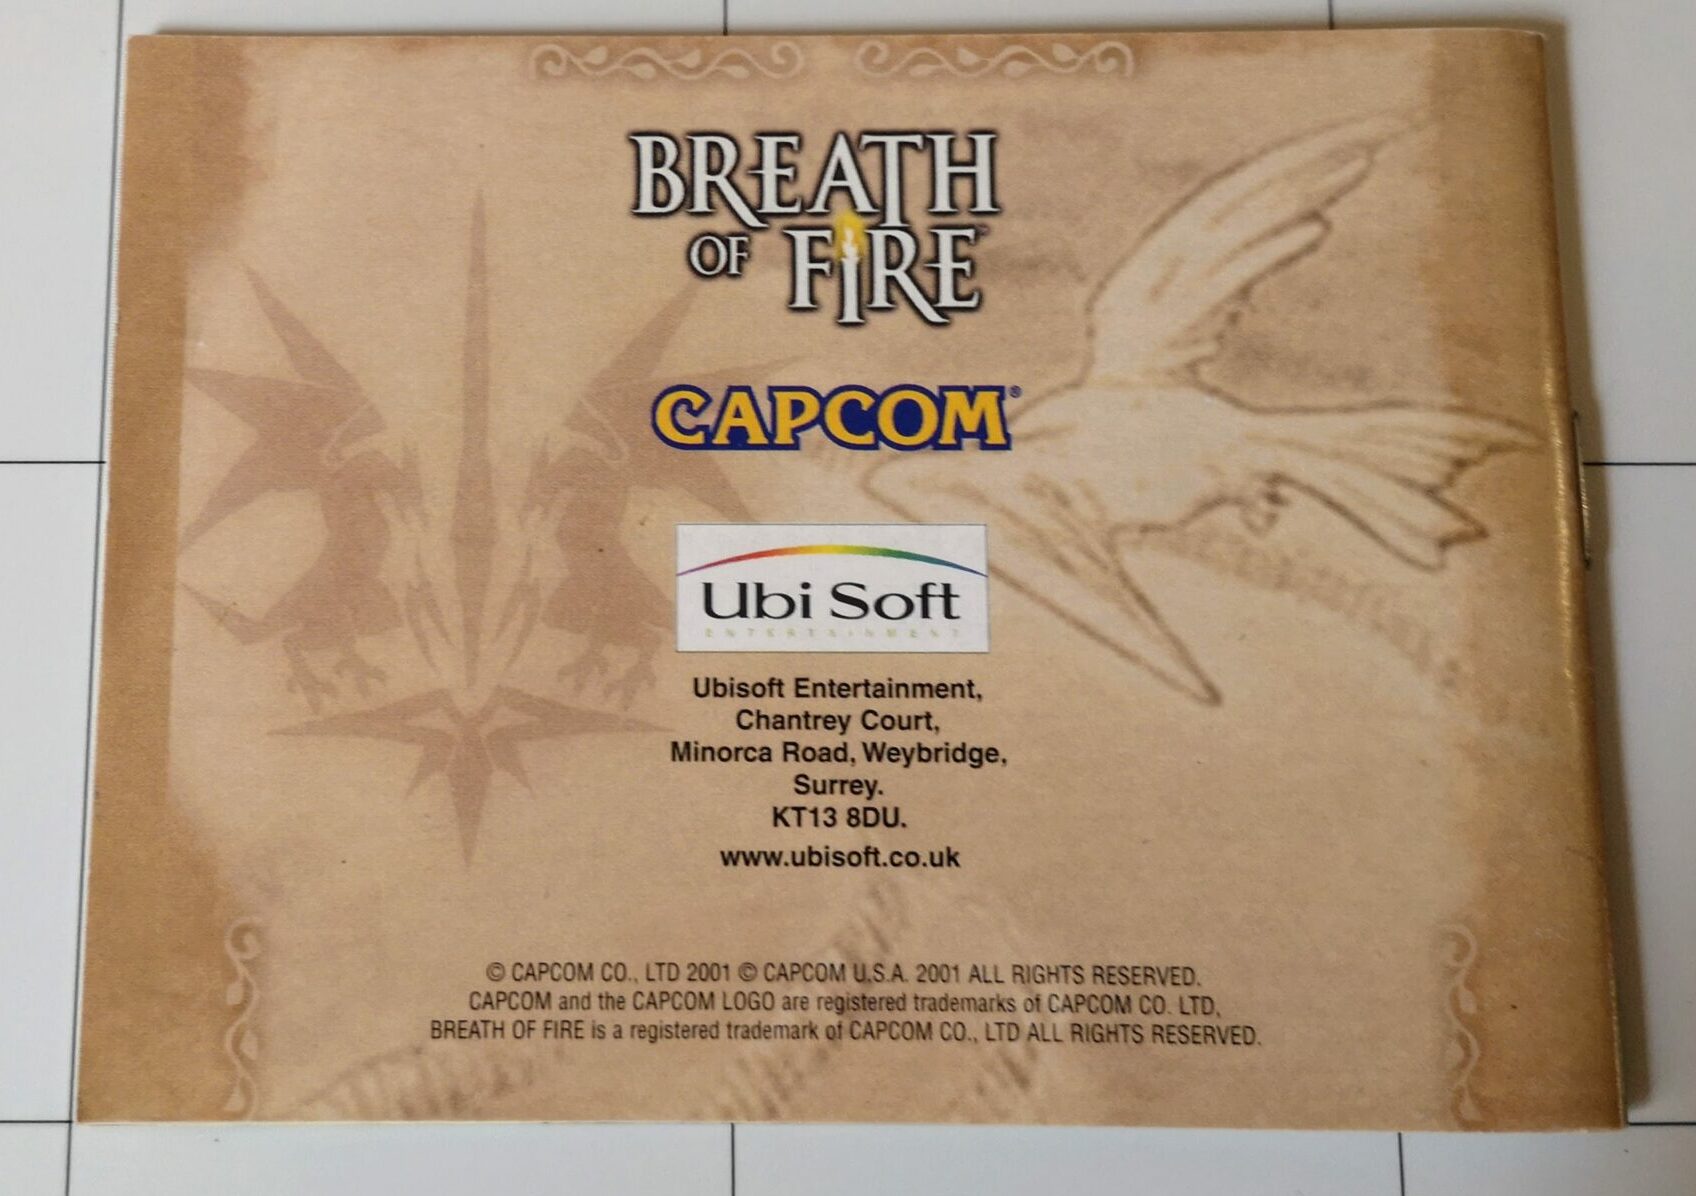 BREATH
OF FIRE™
CAPCOM®
Ubi Soft
ENTERTAINMENT
Ubisoft Entertainment,
Chantrey Court,
Minorca Road, Weybridge,
Surrey.
KT13 8DU.
www.ubisoft.co.uk
© CAPCOM CO., LTD 2001 © CAPCOM U.S.A. 2001 ALL RIGHTS RESERVED.
CAPCOM and the CAPCOM LOGO are registered trademarks of CAPCOM CO. LTD,
BREATH OF FIRE is a registered trademark of CAPCOM CO., LTD ALL RIGHTS RESERVED.